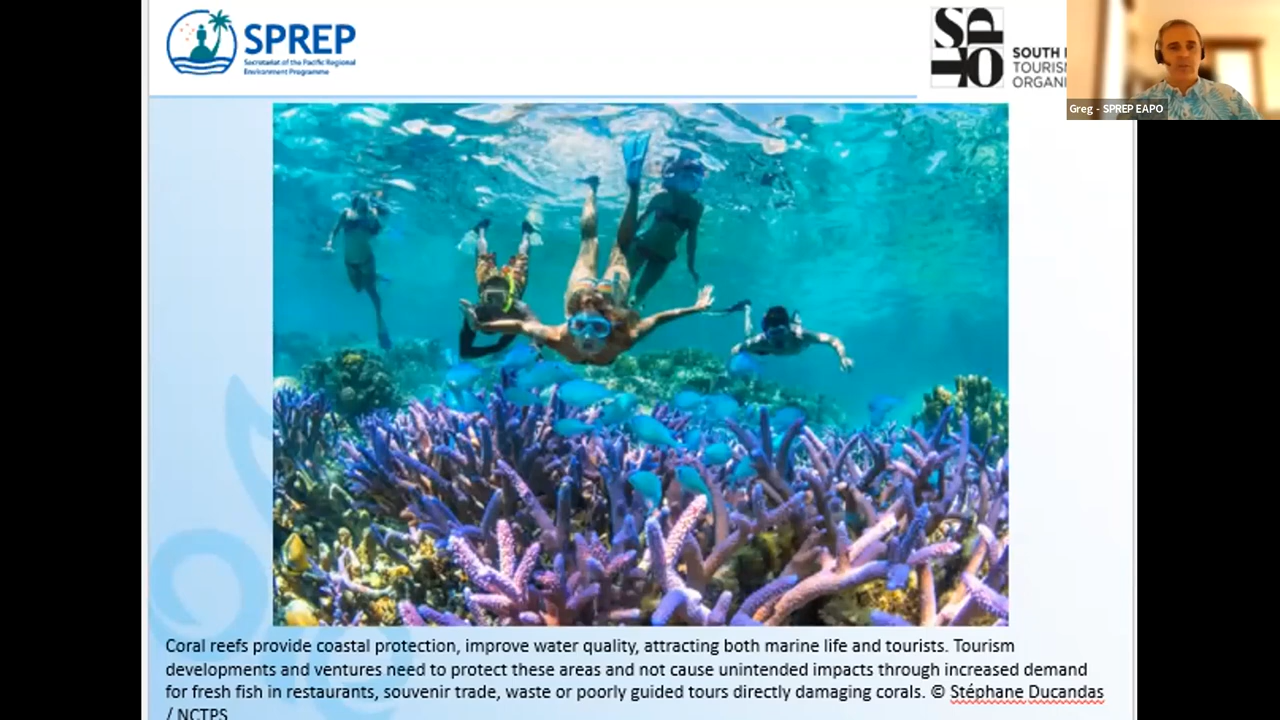 SPREP
Secretariat of the Pacific Regional
Environment Programme
SPTO
SOUTH
TOURIS
ORGANI
Greg - SPREP EAPO
Coral reefs provide coastal protection, improve water quality, attracting both marine life and tourists. Tourism
developments and ventures need to protect these areas and not cause unintended impacts through increased demand
for fresh fish in restaurants, souvenir trade, waste or poorly guided tours directly damaging corals. © Stéphane Ducandas
/ NCTPS